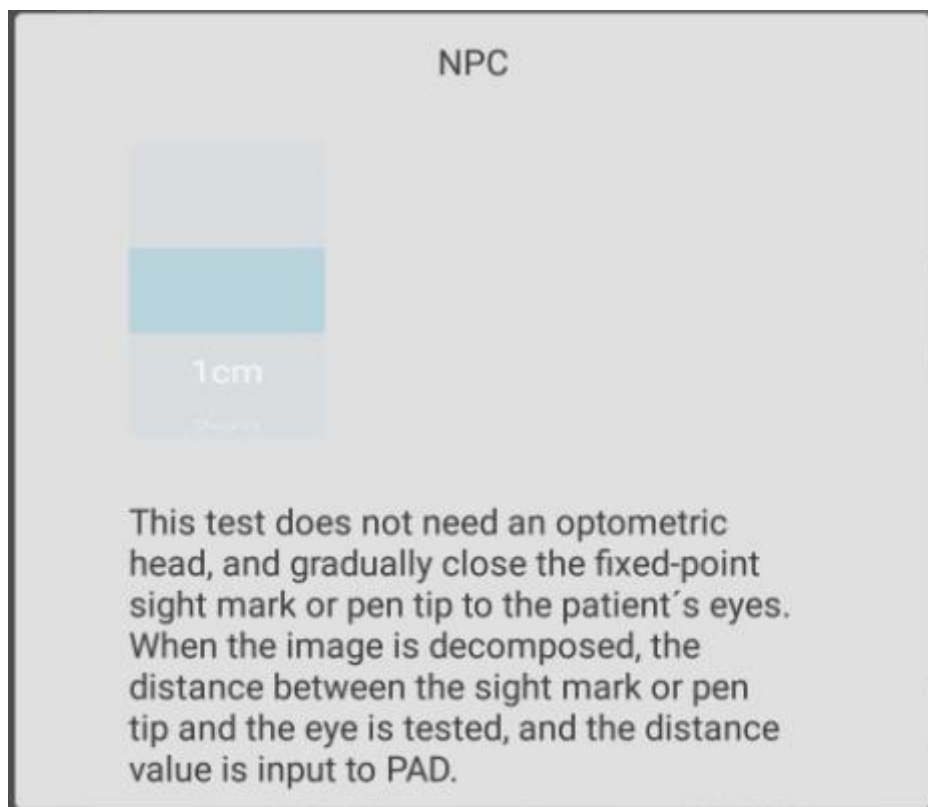 NPC
1cm
This test does not need an optometric
head, and gradually close the fixed-point
sight mark or pen tip to the patient´s eyes.
When the image is decomposed, the
distance between the sight mark or pen
tip and the eye is tested, and the distance
value is input to PAD.